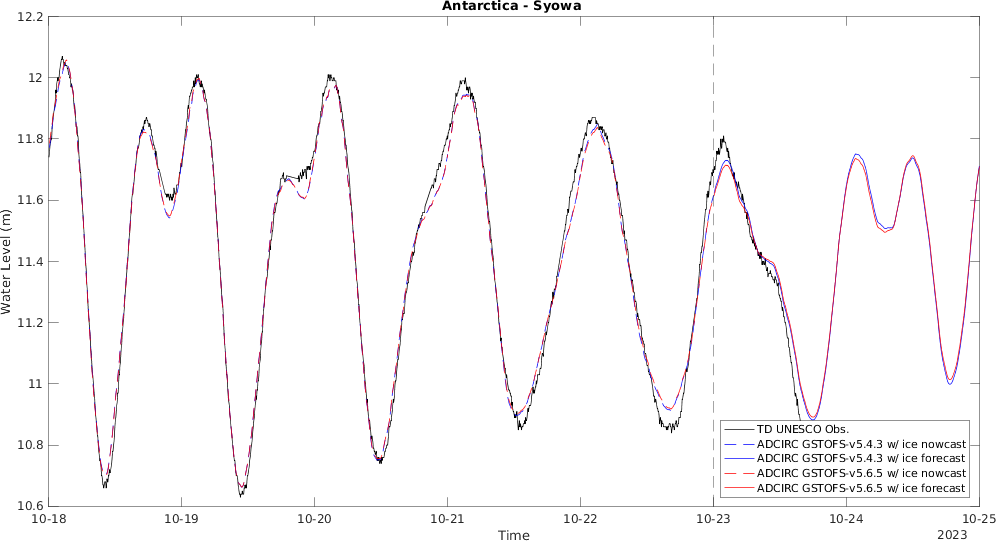 Antarctica - Syowa
12.2
12
11.8
11.6
11.4
11.2
11
10.8
10.6
Water Level (m)
10-18
10-19
10-20
10-21
10-22
10-23
10-24
10-25
Time
2023
TD UNESCO Obs.
ADCIRC GSTOFS-v5.4.3 w/ ice nowcast
ADCIRC GSTOFS-v5.4.3 w/ ice forecast
ADCIRC GSTOFS-v5.6.5 w/ ice nowcast
ADCIRC GSTOFS-v5.6.5 w/ ice forecast